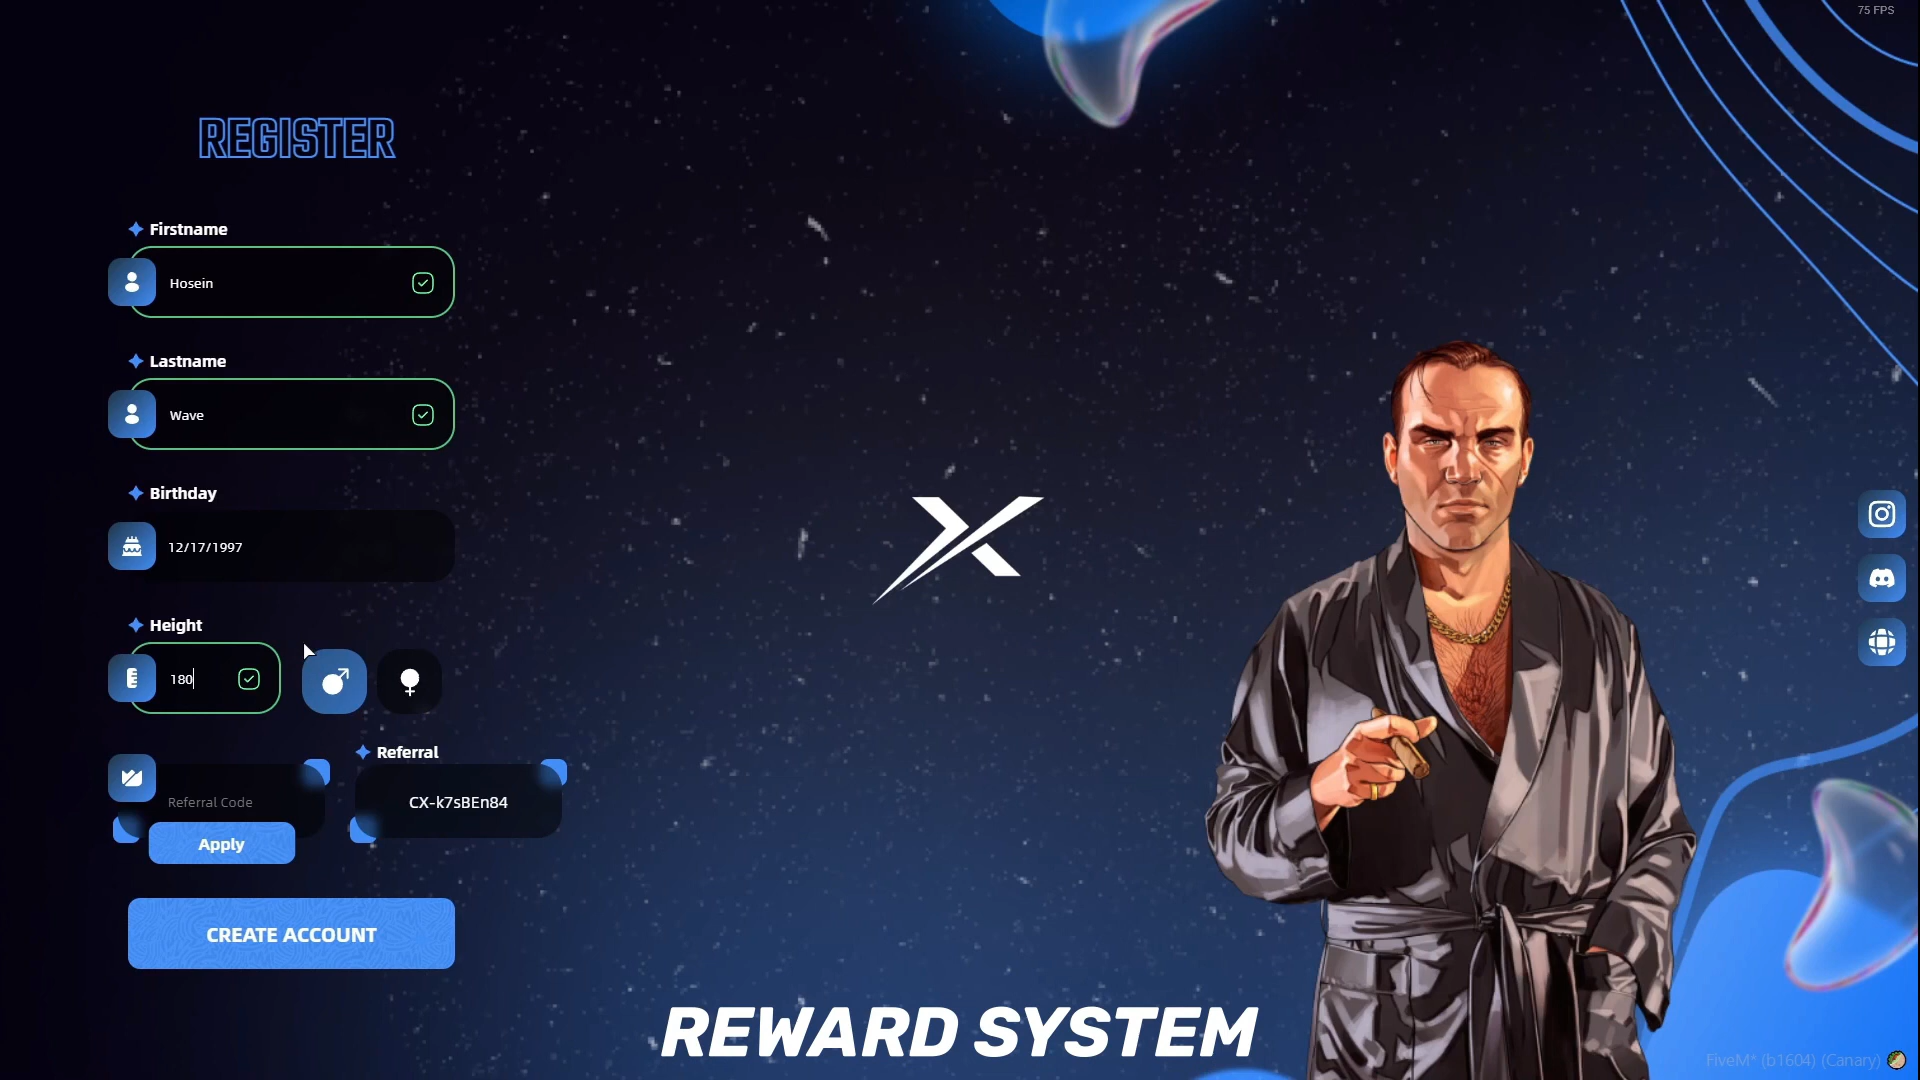 75 FPS
REGISTER
Firstname
Hosein
Lastname
Wave
Birthday
12/17/1997
Height
180
Referral
Referral Code
CX-k7sBEn84
Apply
CREATE ACCOUNT
REWARD SYSTEM
FiveM* (b1604) (Canary)